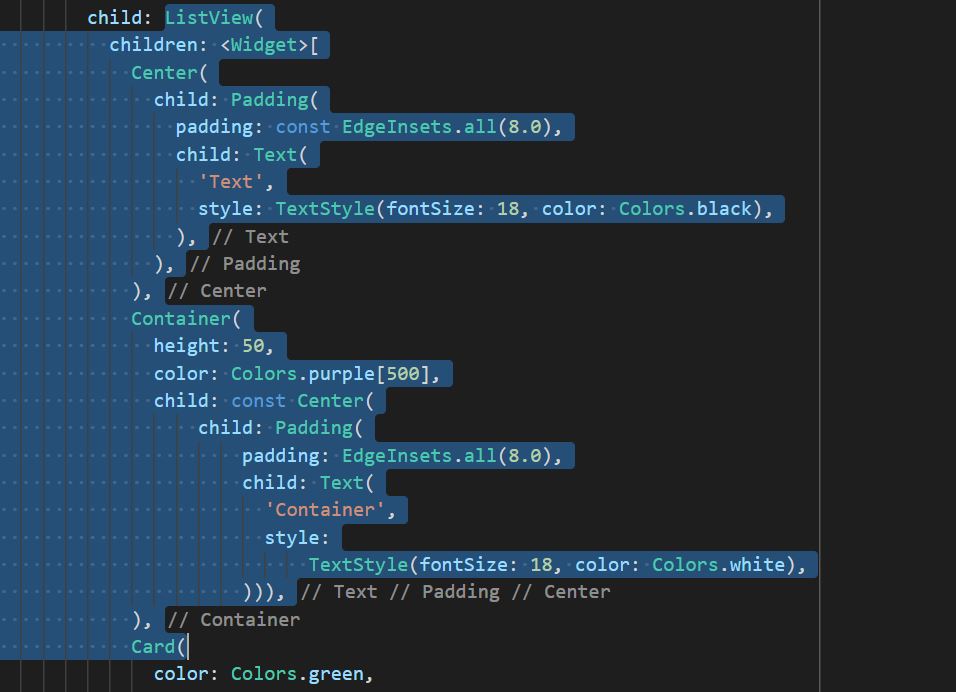 child: ListView(
children: <Widget>[
Center(
child: Padding(
padding: const EdgeInsets.all(8.0),
child: Text(
'Text',
style: TextStyle(fontSize: 18, color: Colors.black),
), // Text
), // Padding
), // Center
Container(
height: 50,
color: Colors.purple[500],
child: const Center(
child: Padding(
padding: EdgeInsets.all(8.0),
child: Text(
'Container',
style:
TextStyle(fontSize: 18, color: Colors.white),
))), // Text // Padding // Center
), // Container
Card(
color: Colors.green,